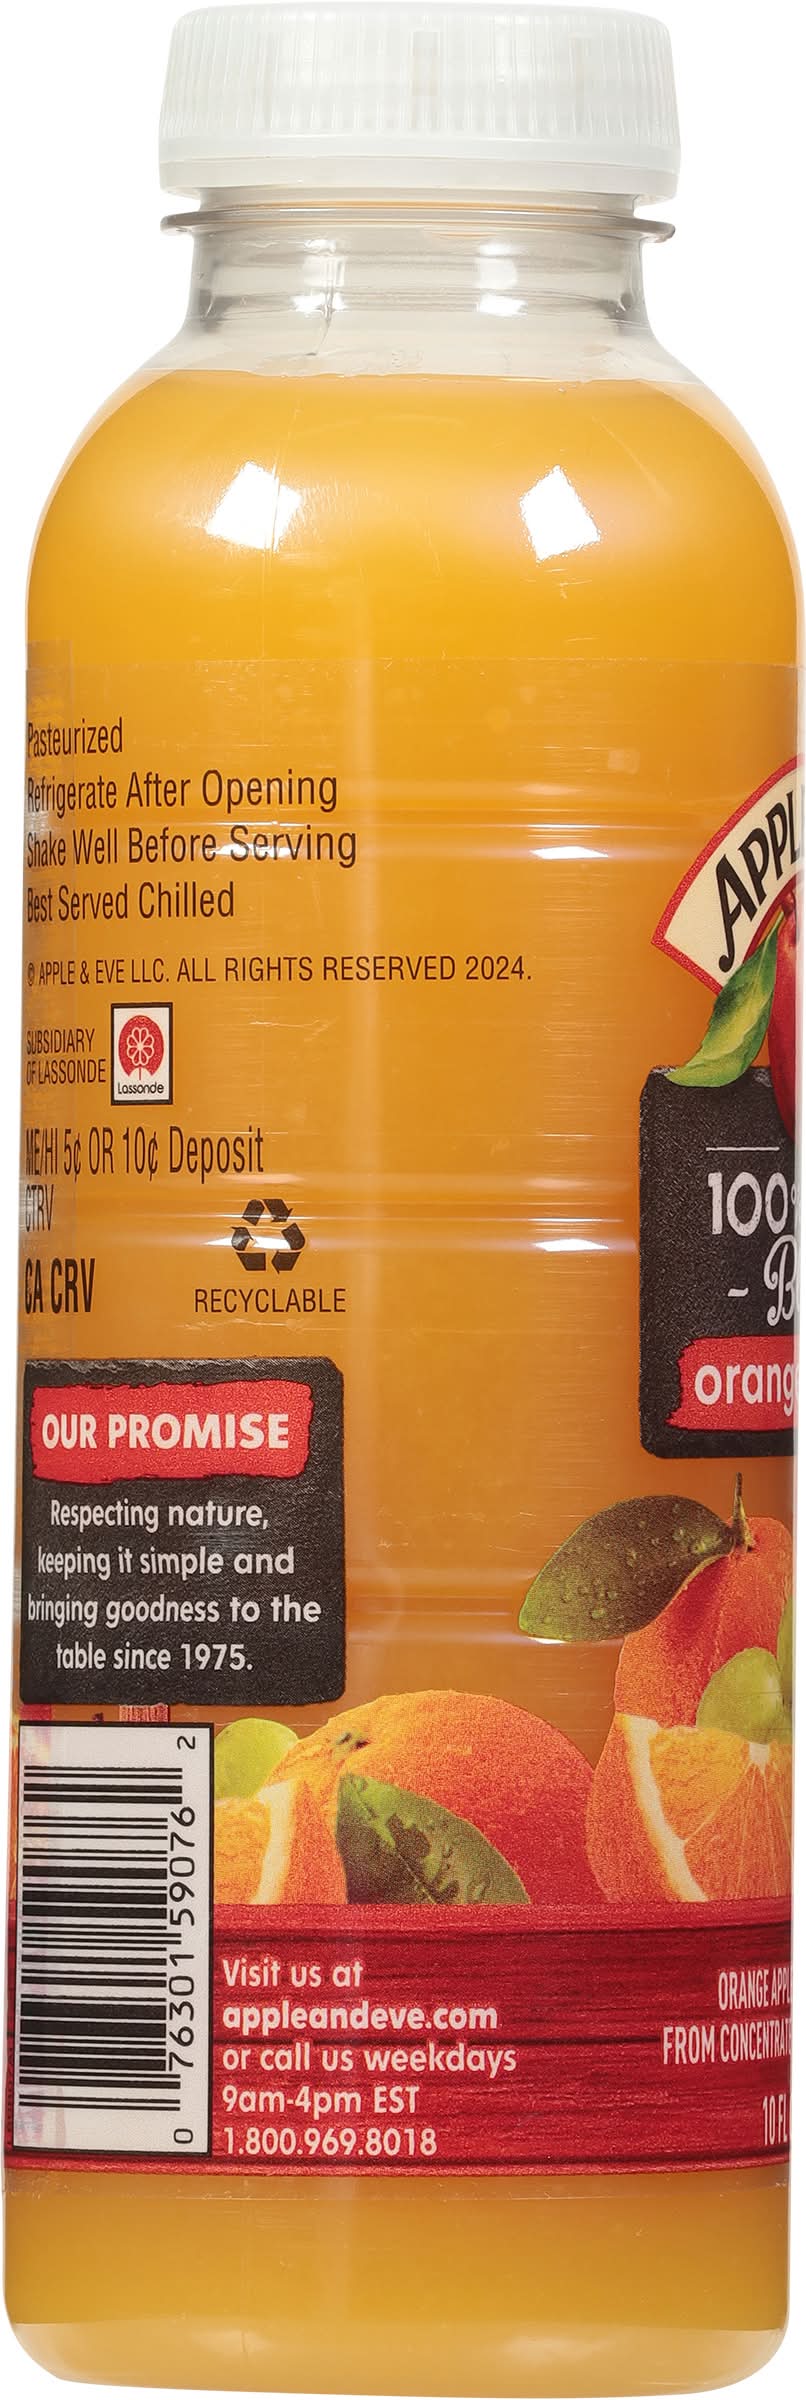 Pasteurized
Refrigerate After Opening
Shake Well Before Serving
Best Served Chilled
© APPLE & EVE LLC. ALL RIGHTS RESERVED 2024.
SUBSIDIARY
OF LASSONDE
Lassonde
ME/HI 5¢ OR 10¢ Deposit
CTRV
CA CRV
RECYCLABLE
OUR PROMISE
Respecting nature,
keeping it simple and
bringing goodness to the
table since 1975.
0 76301 59076 2
Visit us at
appleandeve.com
or call us weekdays
9am-4pm EST
1.800.969.8018
APPL
100
- B
orang
ORANGE APPL
FROM CONCENTRAT
10 FL